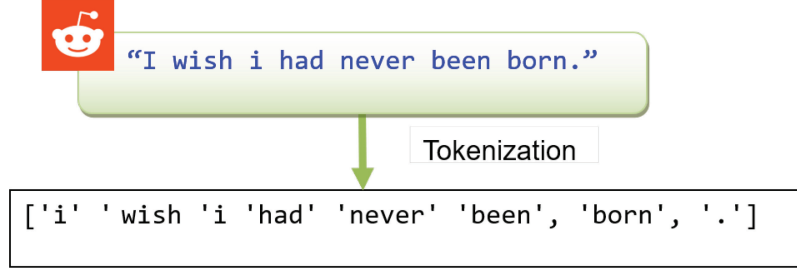 “I wish i had never been born.”
Tokenization
['i' ' wish 'i 'had' 'never' 'been', 'born', '.']